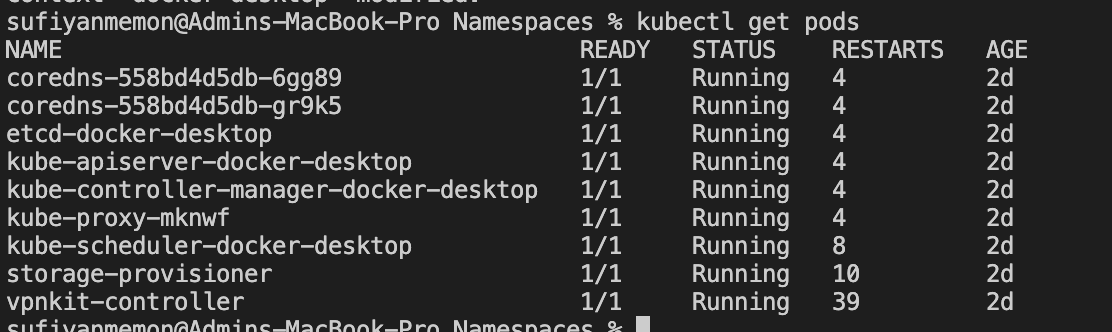 context "docker-desktop" modified.
sufiyanmemon@Admins-MacBook-Pro Namespaces % kubectl get pods
NAME READY STATUS RESTARTS AGE
coredns-558bd4d5db-6gg89 1/1 Running 4 2d
coredns-558bd4d5db-gr9k5 1/1 Running 4 2d
etcd-docker-desktop 1/1 Running 4 2d
kube-apiserver-docker-desktop 1/1 Running 4 2d
kube-controller-manager-docker-desktop 1/1 Running 4 2d
kube-proxy-mknwf 1/1 Running 4 2d
kube-scheduler-docker-desktop 1/1 Running 8 2d
storage-provisioner 1/1 Running 10 2d
vpnkit-controller 1/1 Running 39 2d
sufiyanmemon@Admins-MacBook-Pro Namespaces %